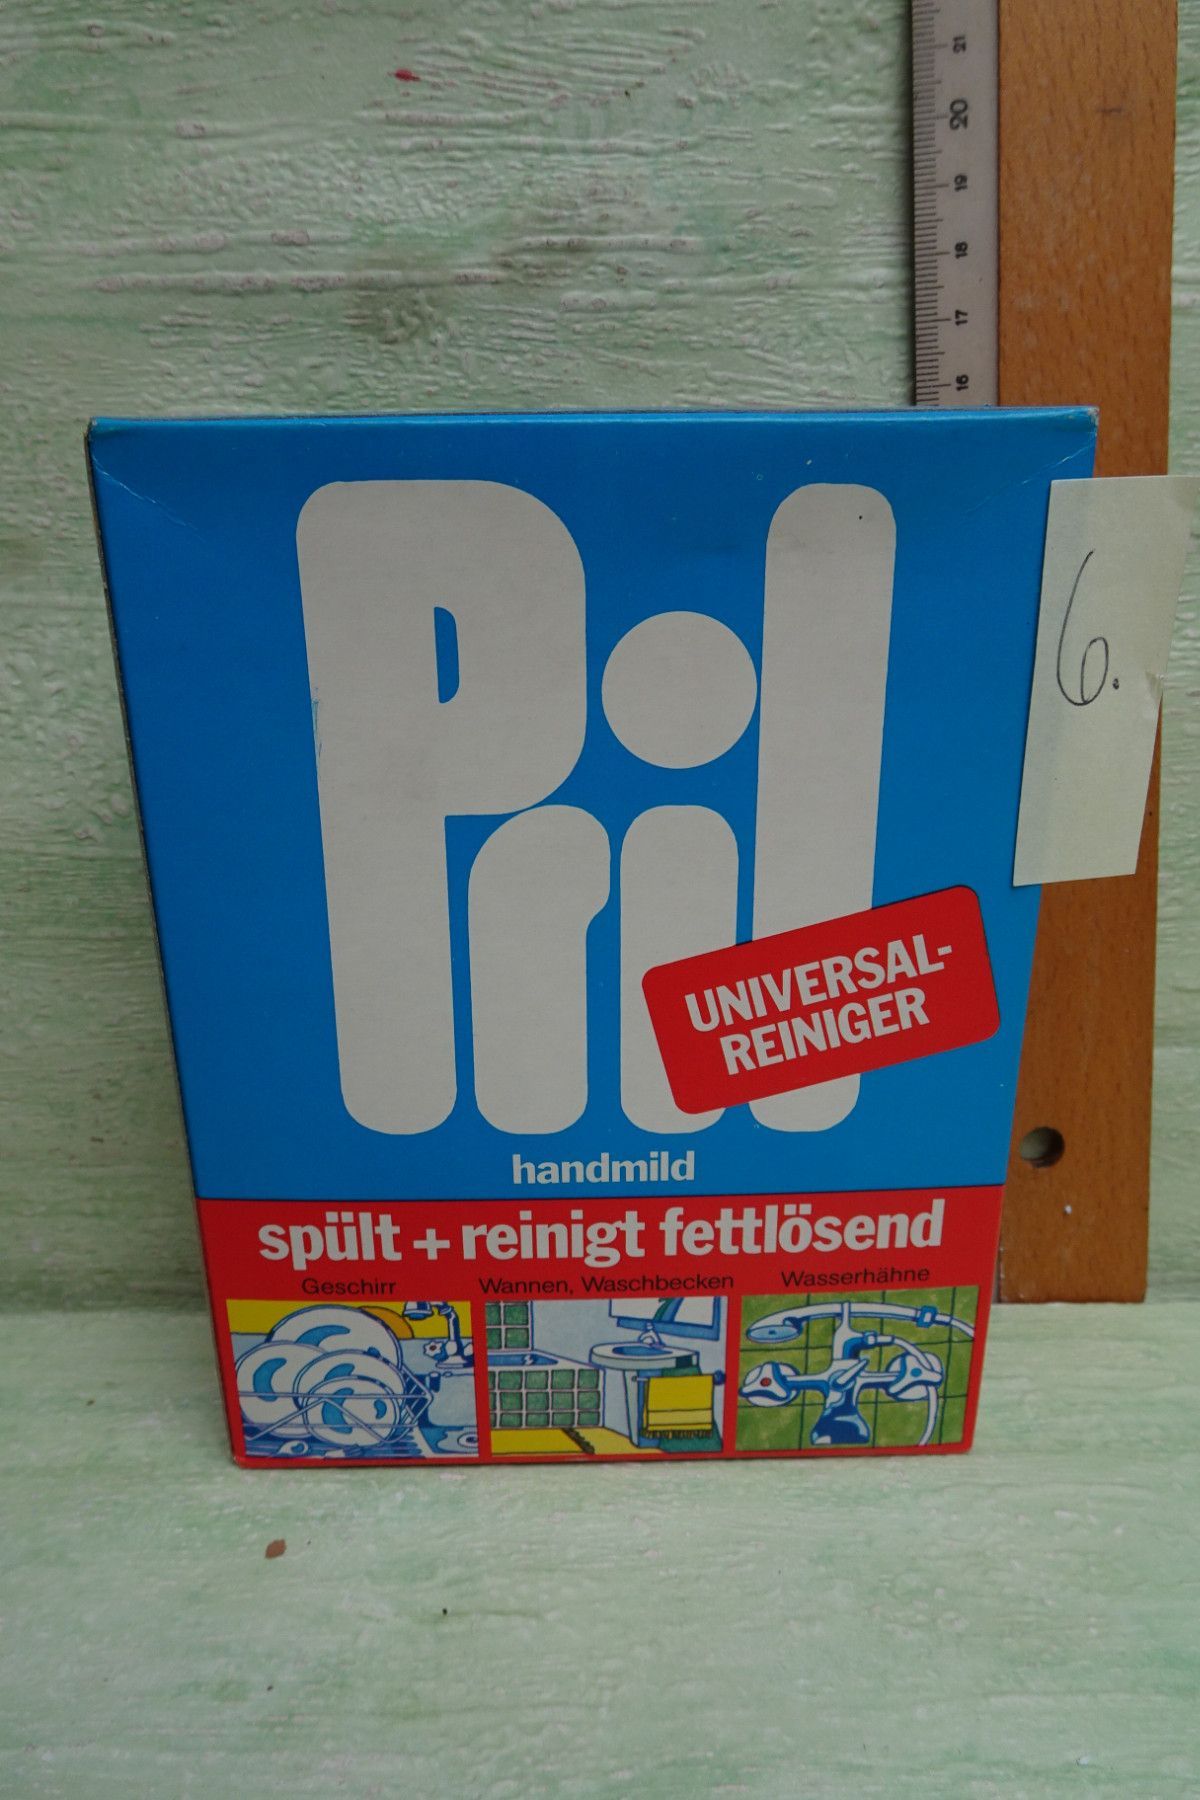 21
20
19
18
17
16
6.
Pril
UNIVERSAL-
REINIGER
handmild
spült + reinigt fettlösend
Geschirr Wannen, Waschbecken Wasserhähne